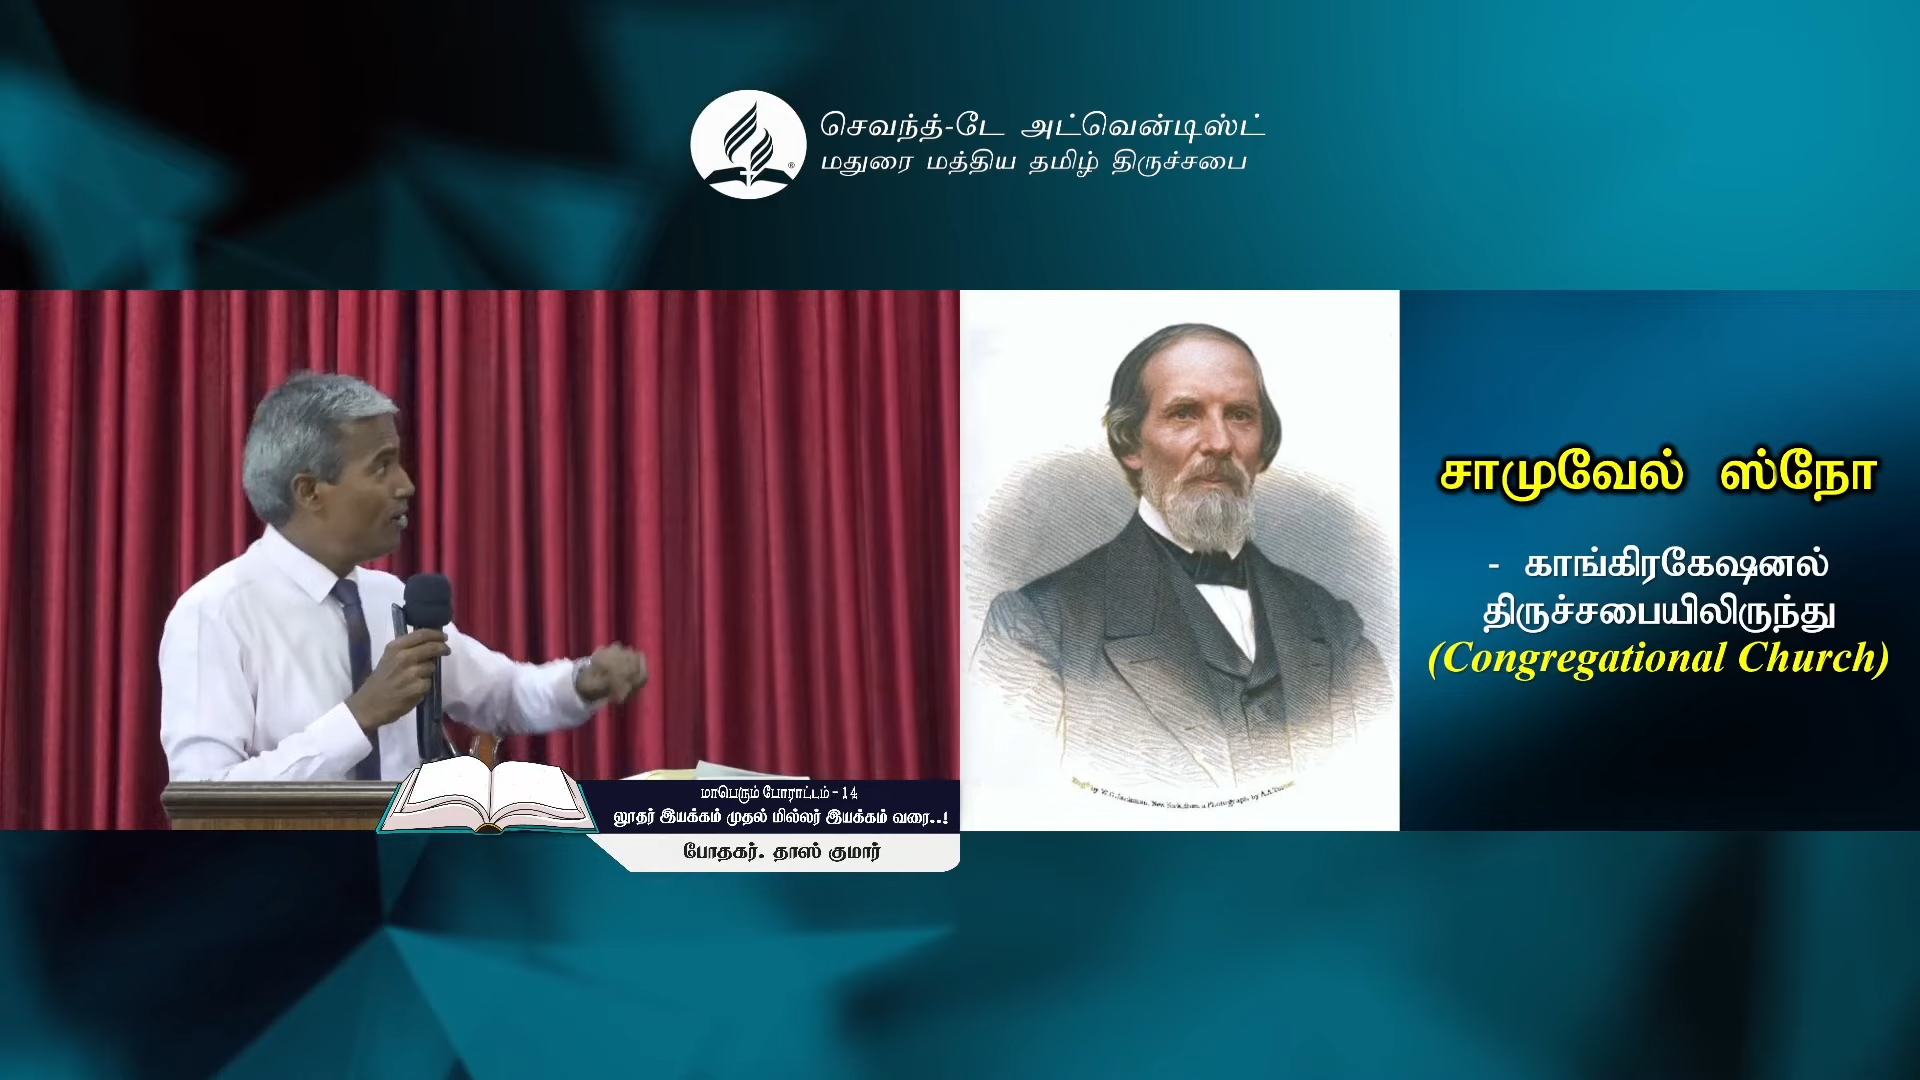 செவந்த்-டே அட்வென்டிஸ்ட்
மதுரை மத்திய தமிழ் திருச்சபை
சாமுவேல் ஸ்நோ
- காங்கிரகேஷனல்
திருச்சபையிலிருந்து
(Congregational Church)
மாபெரும் போராட்டம் - 14
லூதர் இயக்கம் முதல் மில்லர் இயக்கம் வரை..!
போதகர். தாஸ் குமார்